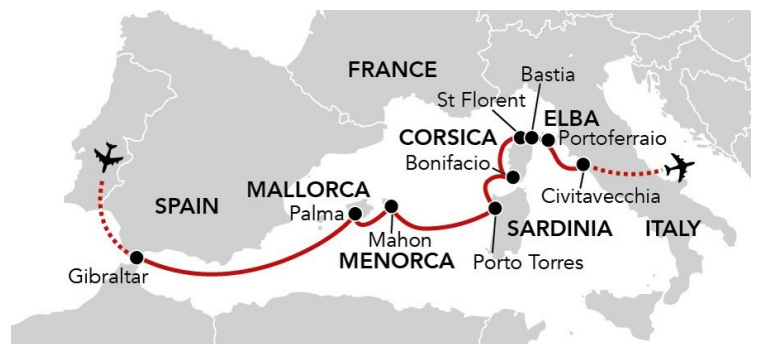 FRANCE
Bastia
St Florent
ELBA
CORSICA
Portoferraio
Bonifacio
MALLORCA
Civitavecchia
SPAIN
Palma
Mahon
SARDINIA
ITALY
MENORCA
Porto Torres
Gibraltar